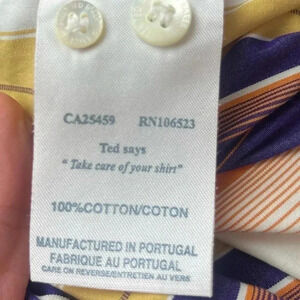 CA25459 RN106523
Ted says
"Take care of your shirt"
100%COTTON/COTON
MANUFACTURED IN PORTUGAL
FABRIQUE AU PORTUGAL
CARE ON REVERSE/ENTRETIEN AU VERS